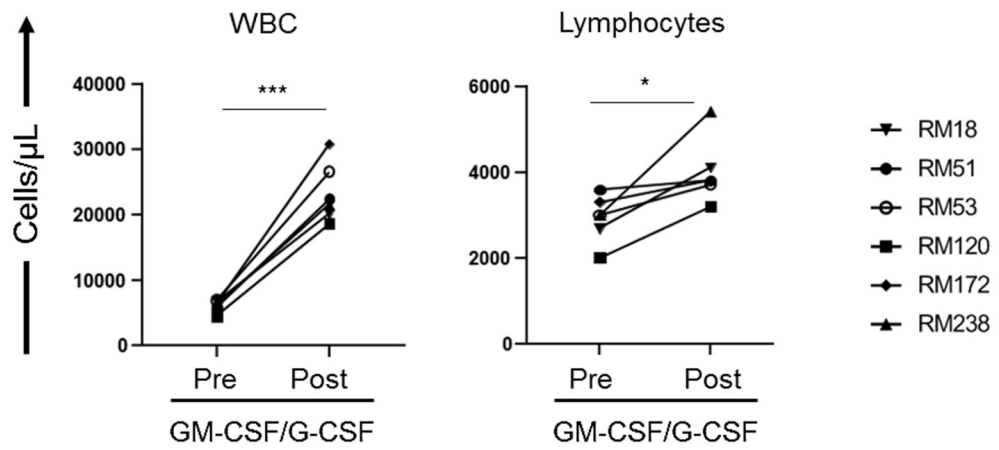 WBC
Lymphocytes
Cells/µL
40000
30000
20000
10000
0
***
Pre
Post
GM-CSF/G-CSF
6000
4000
2000
0
*
Pre
Post
GM-CSF/G-CSF
RM18
RM51
RM53
RM120
RM172
RM238